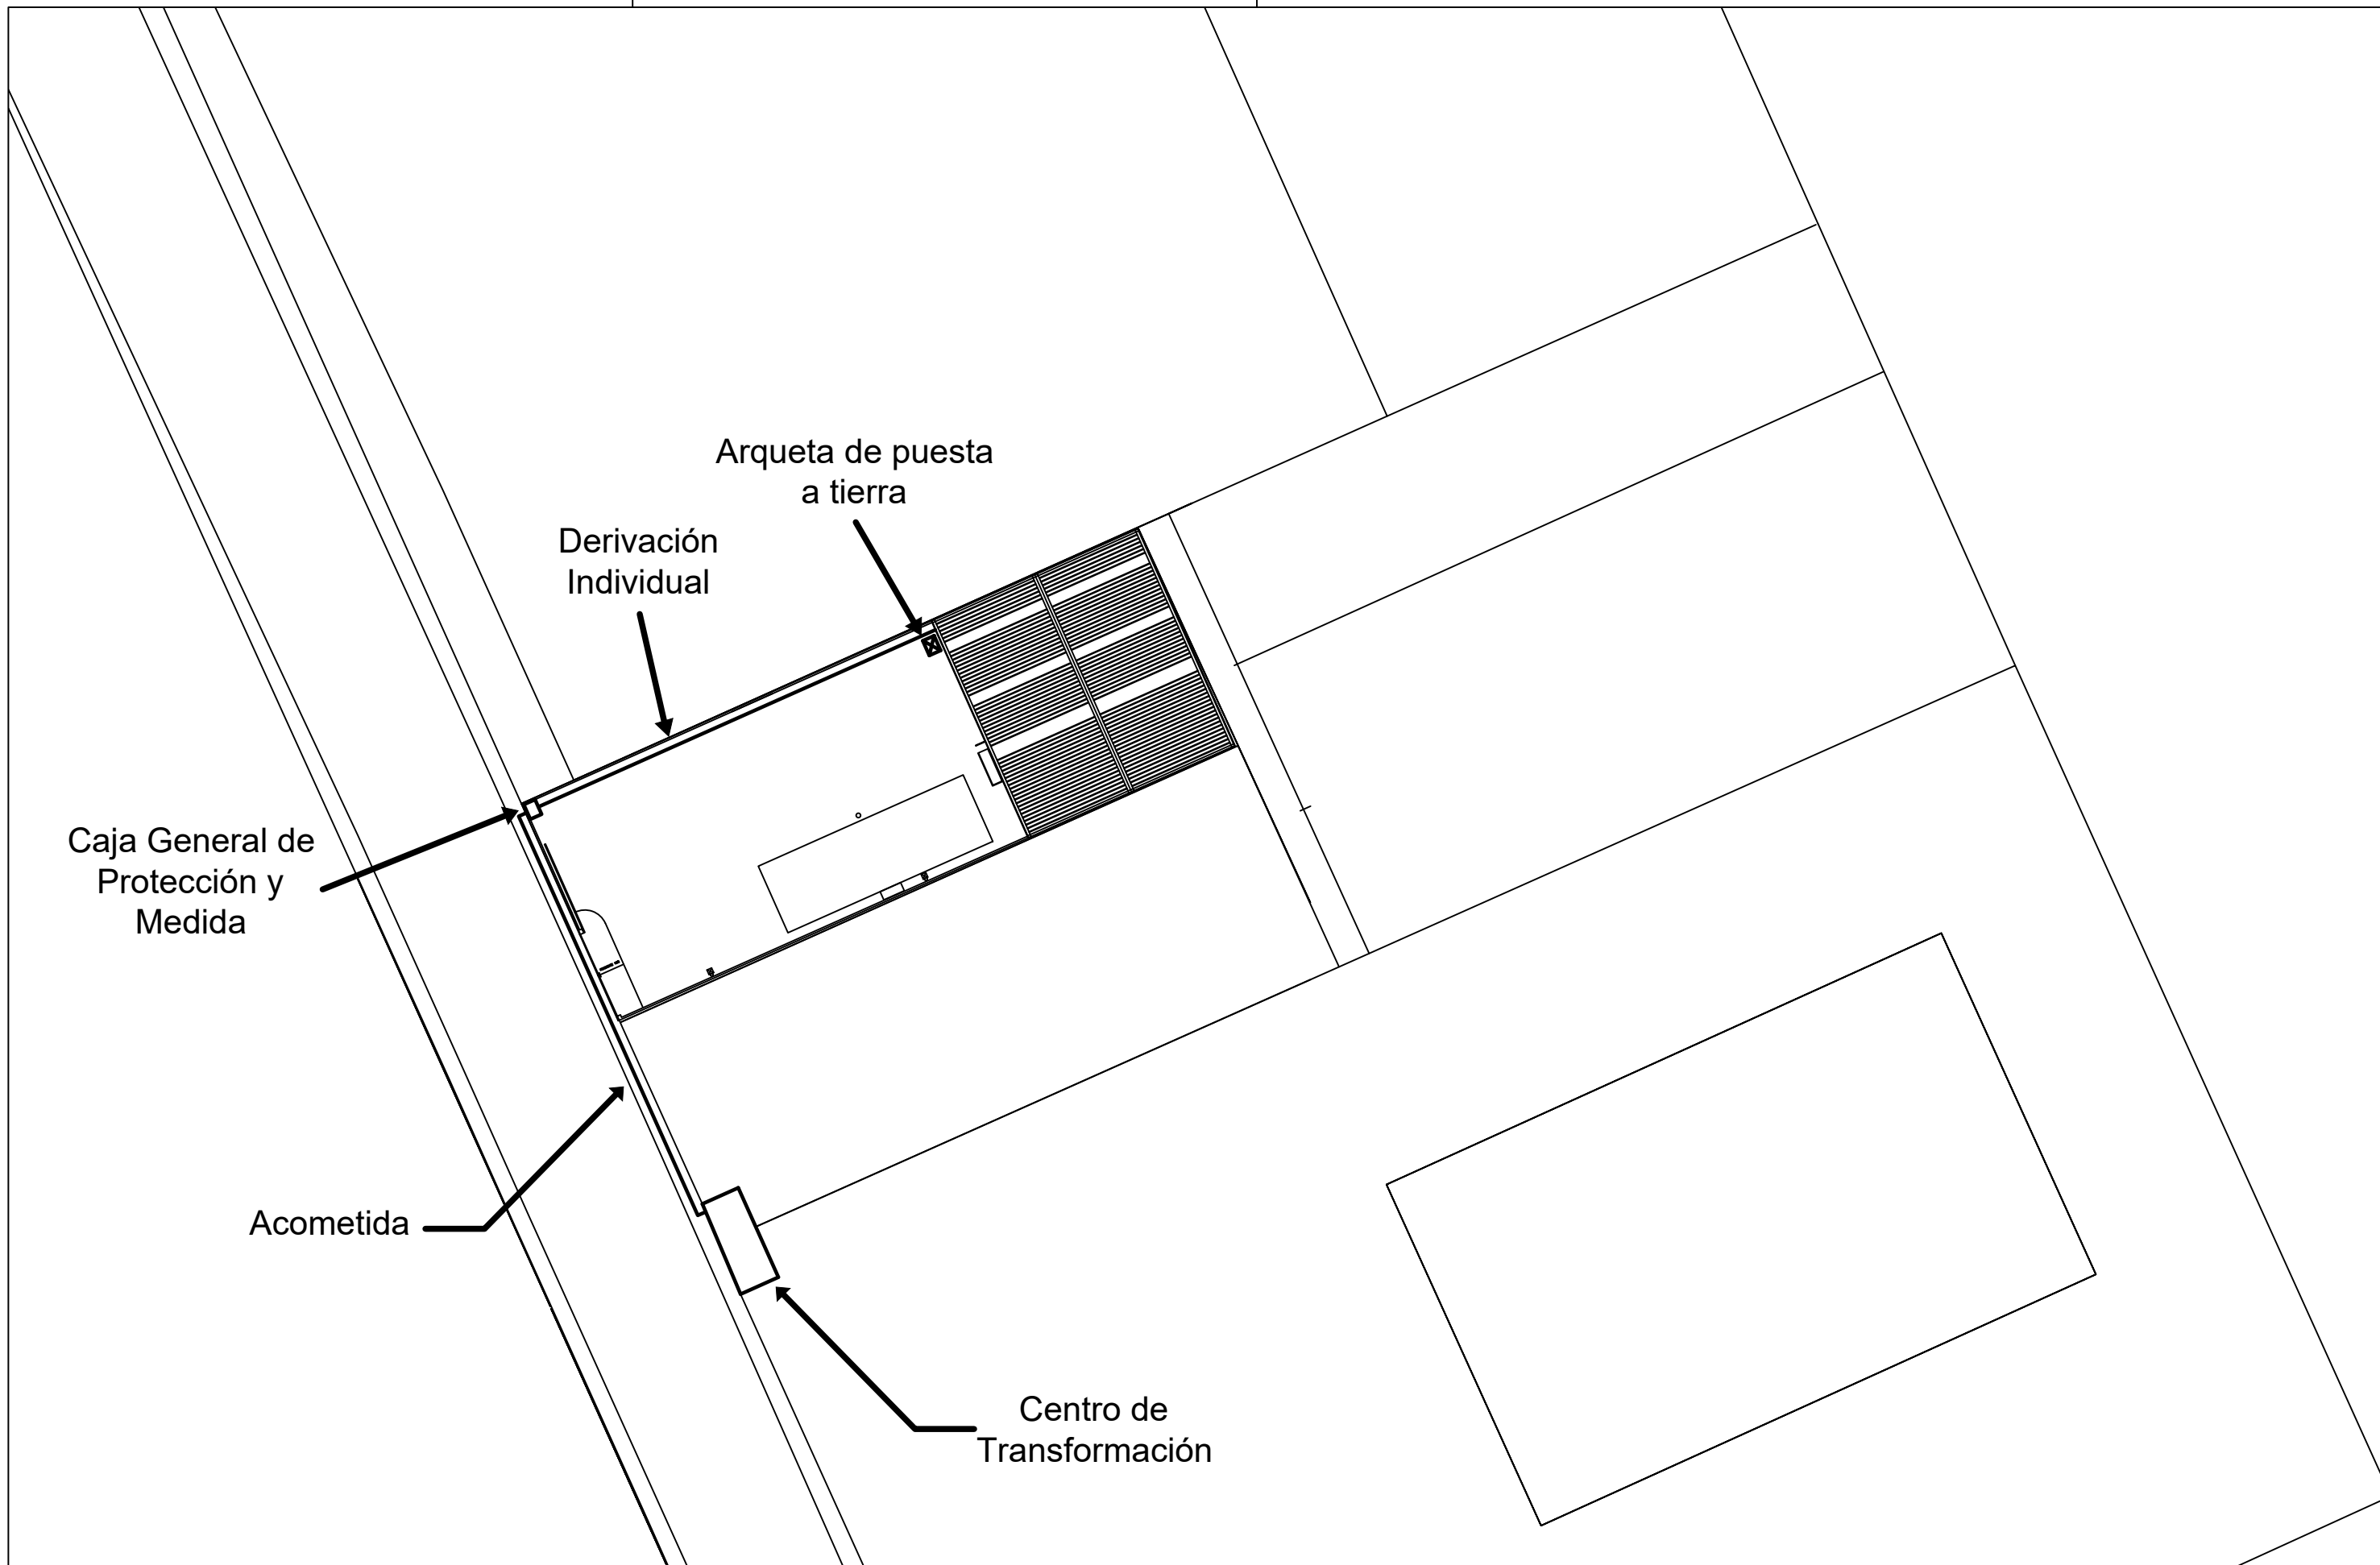 Arqueta de puesta
a tierra
Derivación
Individual
Caja General de
Protección y
Medida
Acometida
Centro de
Transformación